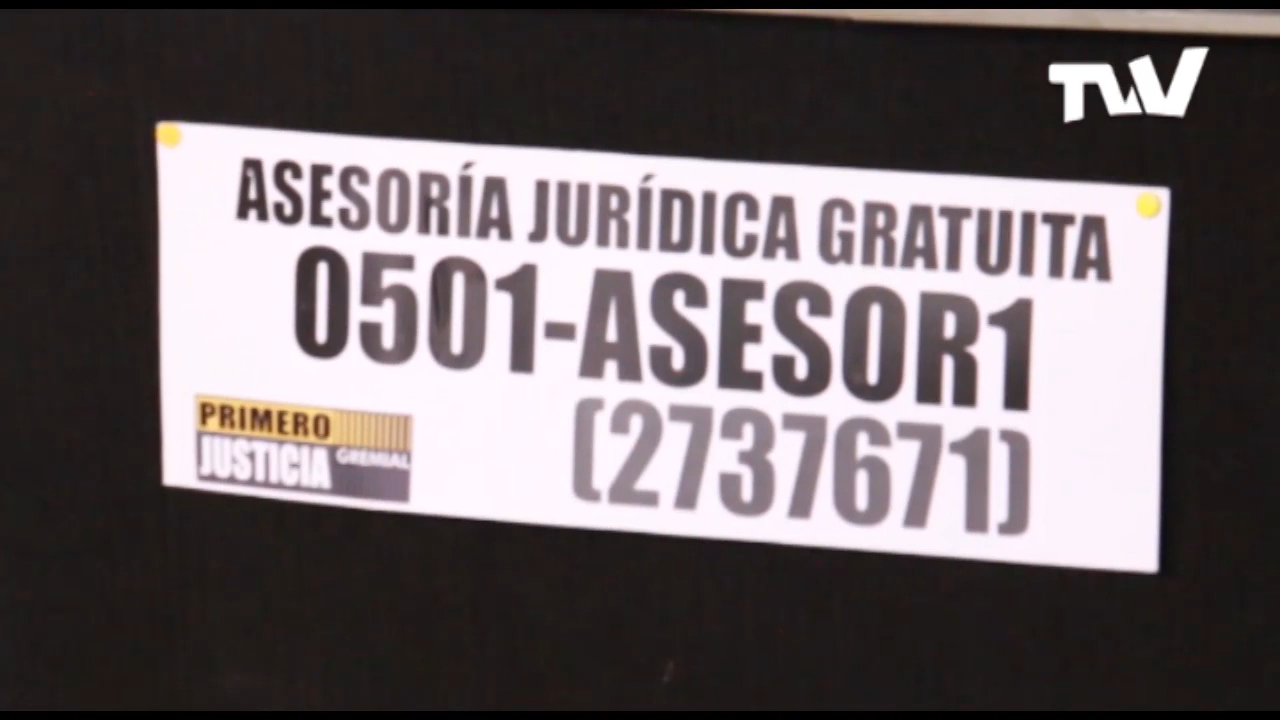 TVV
ASESORÍA JURÍDICA GRATUITA
0501-ASESOR1
(2737671)
PRIMERO
JUSTICIA GREMIAL